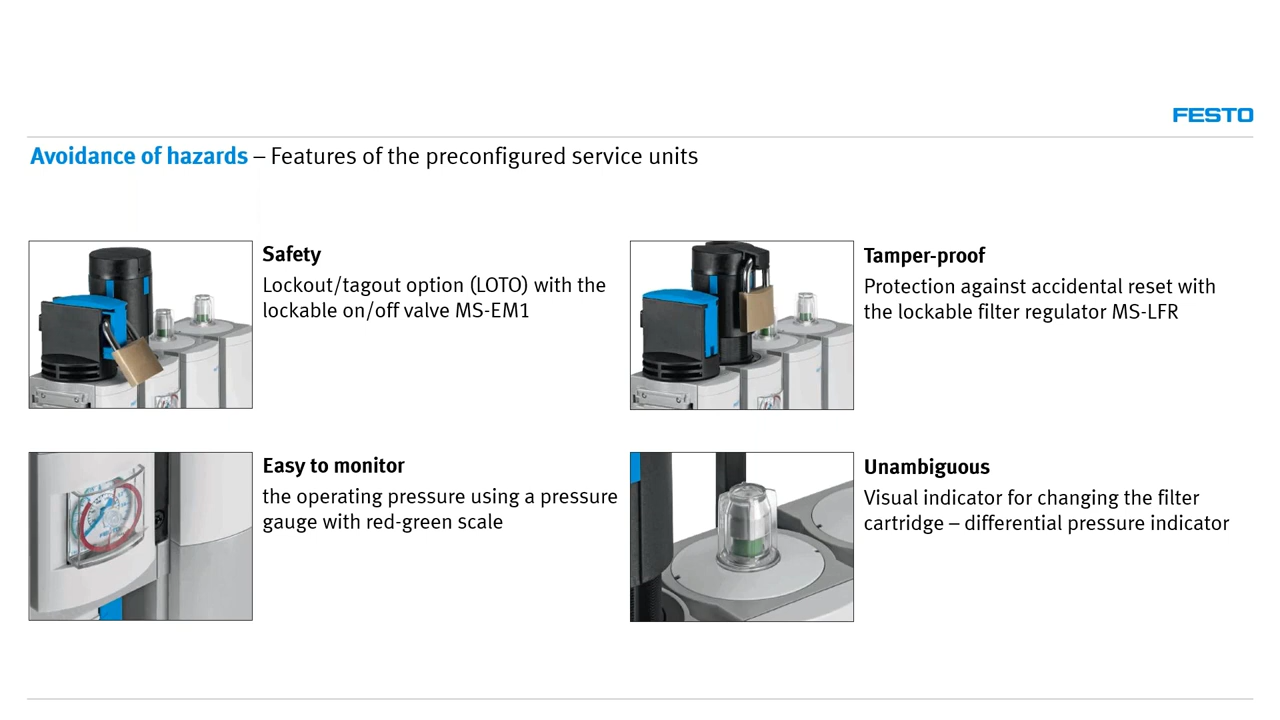 FESTO
Avoidance of hazards – Features of the preconfigured service units
Safety
Lockout/tagout option (LOTO) with the
lockable on/off valve MS-EM1
Tamper-proof
Protection against accidental reset with
the lockable filter regulator MS-LFR
Easy to monitor
the operating pressure using a pressure
gauge with red-green scale
Unambiguous
Visual indicator for changing the filter
cartridge – differential pressure indicator